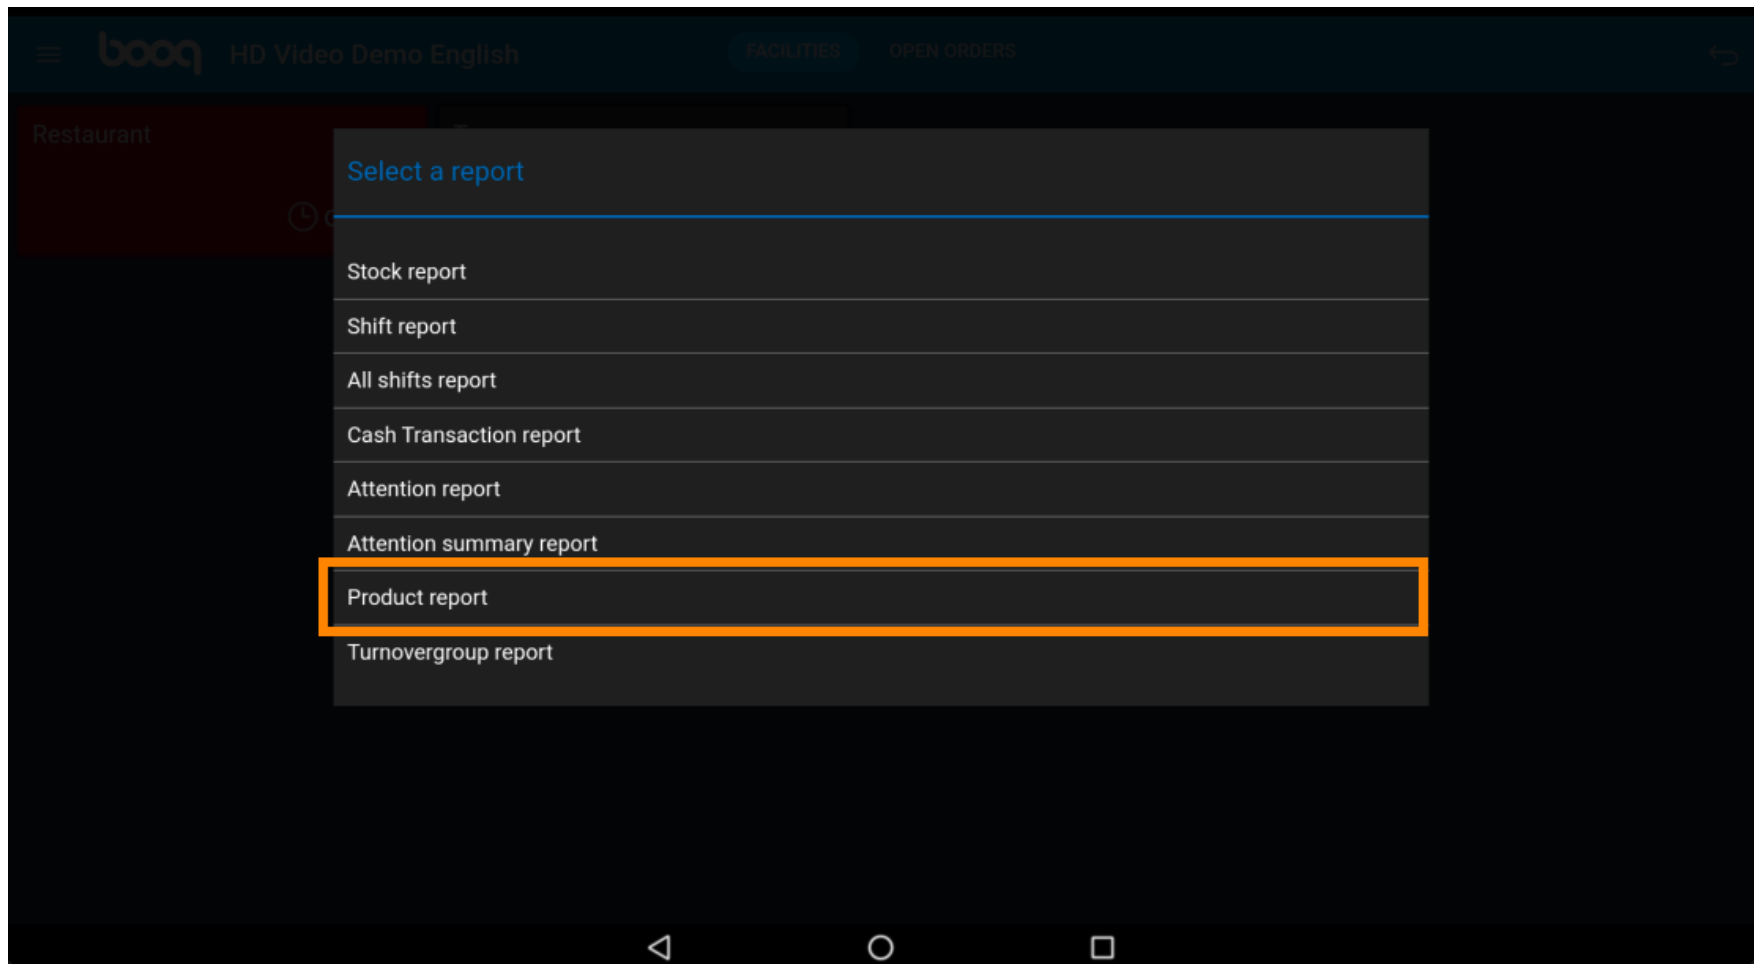 booq HD Video Demo English FACILITIES OPEN ORDERS
Restaurant
Select a report
Stock report
Shift report
All shifts report
Cash Transaction report
Attention report
Attention summary report
Product report
Turnovergroup report